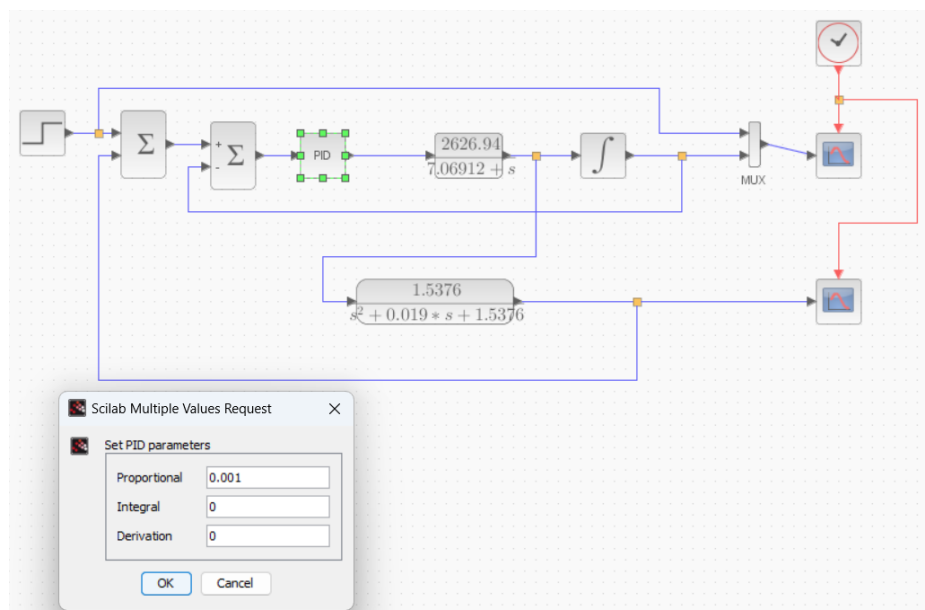 Σ
+
-
Σ
PID
2626.94
7.06912 + s
∫
MUX
1.5376
s² + 0.019 * s + 1.5376
Scilab Multiple Values Request
Set PID parameters
Proportional 0.001
Integral 0
Derivation 0
OK Cancel